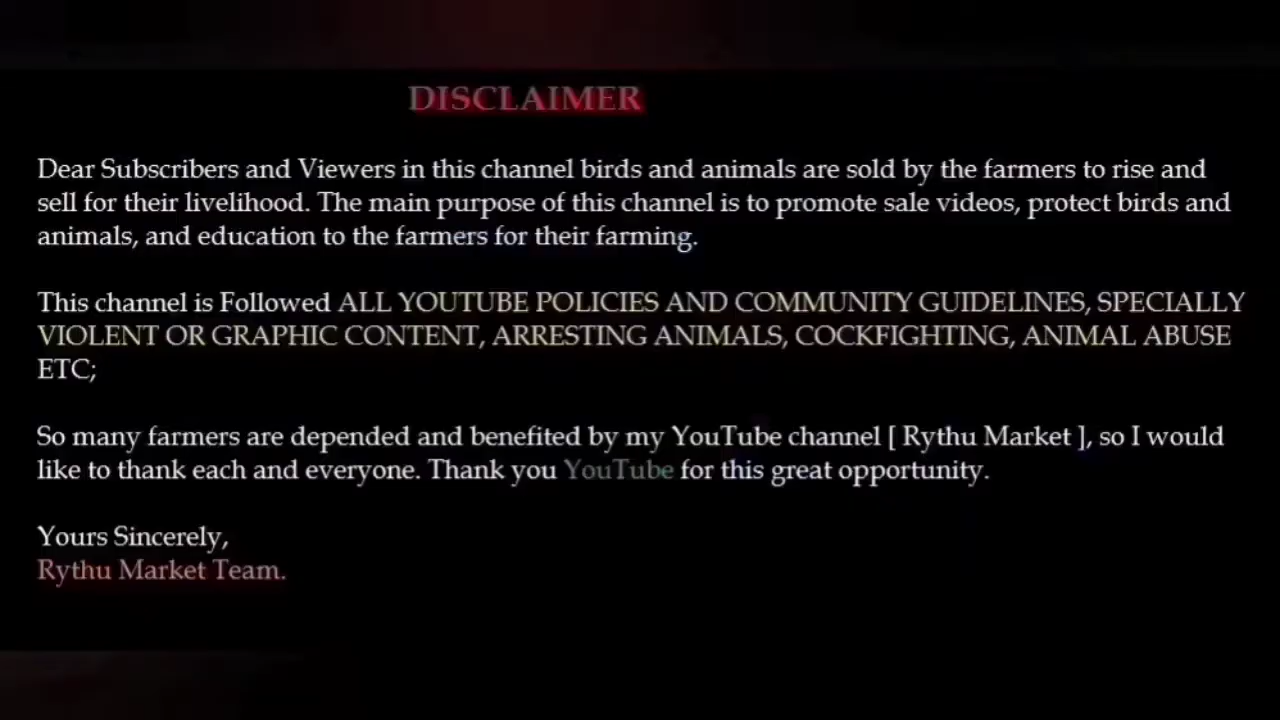 DISCLAIMER
Dear Subscribers and Viewers in this channel birds and animals are sold by the farmers to rise and
sell for their livelihood. The main purpose of this channel is to promote sale videos, protect birds and
animals, and education to the farmers for their farming.
This channel is Followed ALL YOUTUBE POLICIES AND COMMUNITY GUIDELINES, SPECIALLY
VIOLENT OR GRAPHIC CONTENT, ARRESTING ANIMALS, COCKFIGHTING, ANIMAL ABUSE
ETC;
So many farmers are depended and benefited by my YouTube channel [ Rythu Market ], so I would
like to thank each and everyone. Thank you YouTube for this great opportunity.
Yours Sincerely,
Rythu Market Team.